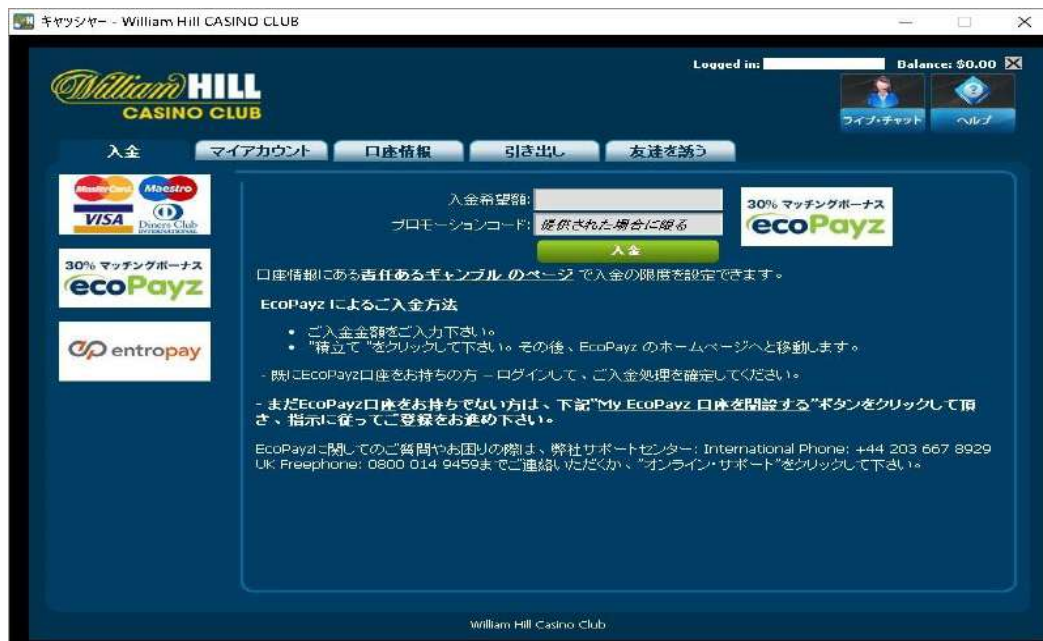 キャッシャー - William Hill CASINO CLUB
Logged in:
Balance: $0.00
William HILL
CASINO CLUB
ライブ・チャット
ヘルプ
入金
マイアカウント
口座情報
引き出し
友達を誘う
MasterCard
Maestro
VISA
Diners Club
INTERNATIONAL
30% マッチングボーナス
ecoPayz
entropay
入金希望額:
プロモーションコード: 提供された場合に限る
入金
30% マッチングボーナス
ecoPayz
口座情報にある責任あるギャンブル のページ で入金の限度を設定できます。
EcoPayz によるご入金方法
• ご入金金額をご入力下さい。
• "積立て "をクリックして下さい。その後、EcoPayz のホームページへと移動します。
- 既にEcoPayz口座をお持ちの方 – ログインして、ご入金処理を確定してください。
- まだEcoPayz口座をお持ちでない方は、下記"My EcoPayz 口座を開設する"ボタンをクリックして頂
き、指示に従ってご登録をお進め下さい。
EcoPayzに関してのご質問やお困りの際は、弊社サポートセンター: International Phone: +44 203 667 8929
UK Freephone: 0800 014 9459までご連絡いただくか、"オンライン・サポート"をクリックして下さい。
William Hill Casino Club